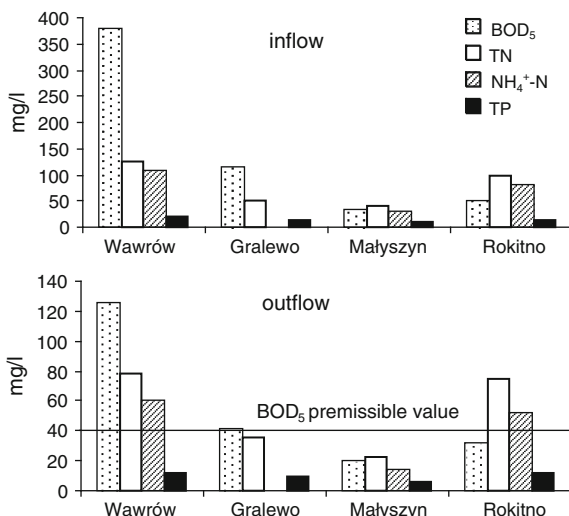 400
350
300
250
200
150
100
50
0
mg/l
inflow
BOD₅
TN
NH₄⁺-N
TP
Wawrów Gralewo Małyszyn Rokitno
140
120
100
80
60
40
20
0
mg/l
outflow
BOD₅ premissible value
Wawrów Gralewo Małyszyn Rokitno